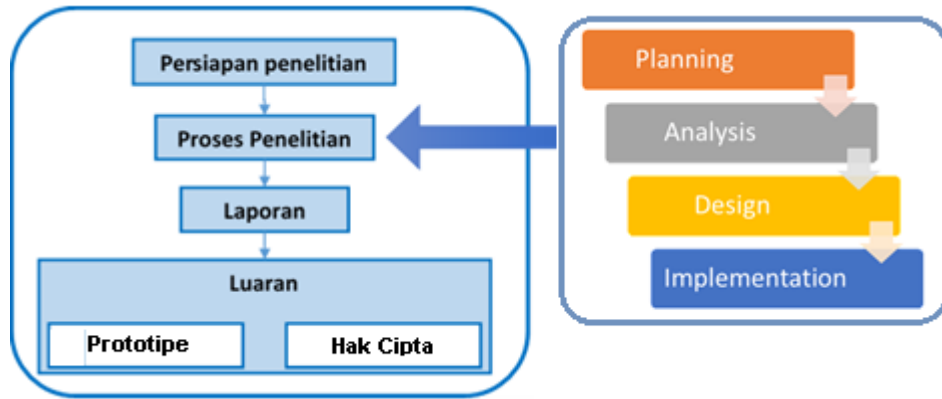 Persiapan penelitian
Proses Penelitian
Laporan
Luaran
Prototipe
Hak Cipta
Planning
Analysis
Design
Implementation